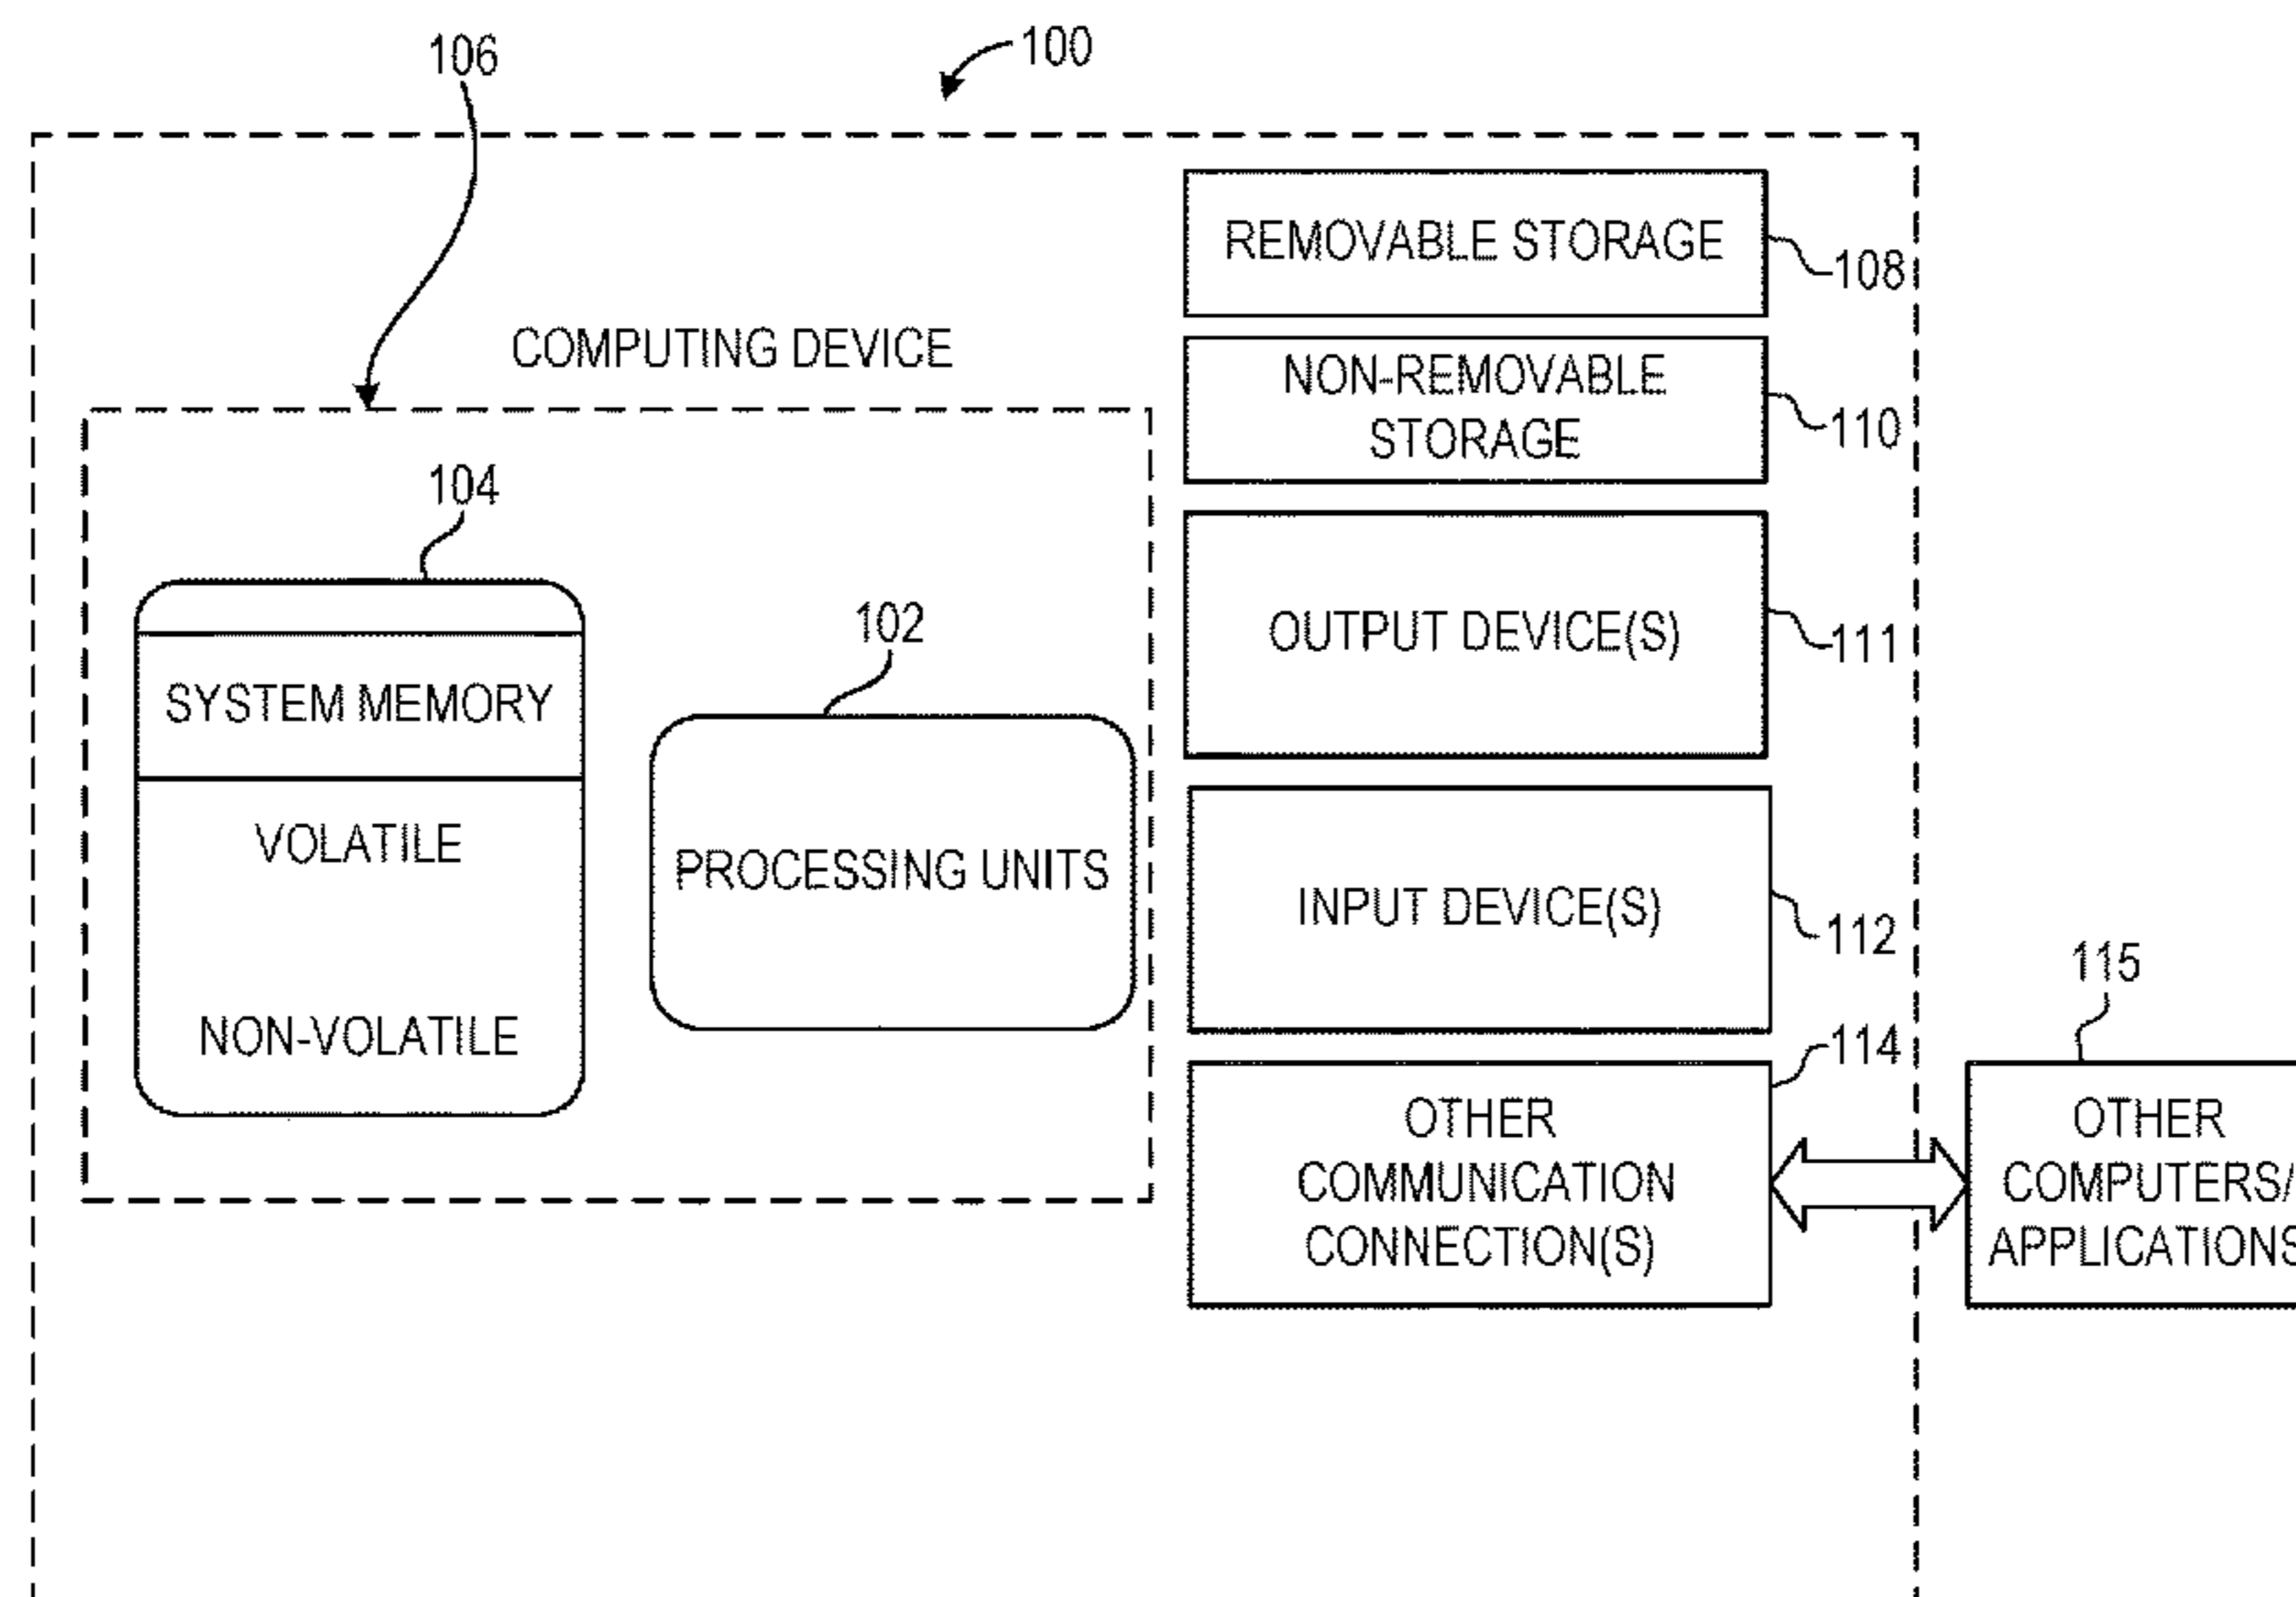 106
100
REMOVABLE STORAGE
108
COMPUTING DEVICE
NON-REMOVABLE
STORAGE
110
104
SYSTEM MEMORY
VOLATILE
NON-VOLATILE
102
PROCESSING UNITS
OUTPUT DEVICE(S)
111
INPUT DEVICE(S)
112
114
OTHER
COMMUNICATION
CONNECTION(S)
115
OTHER
COMPUTERS/
APPLICATIONS